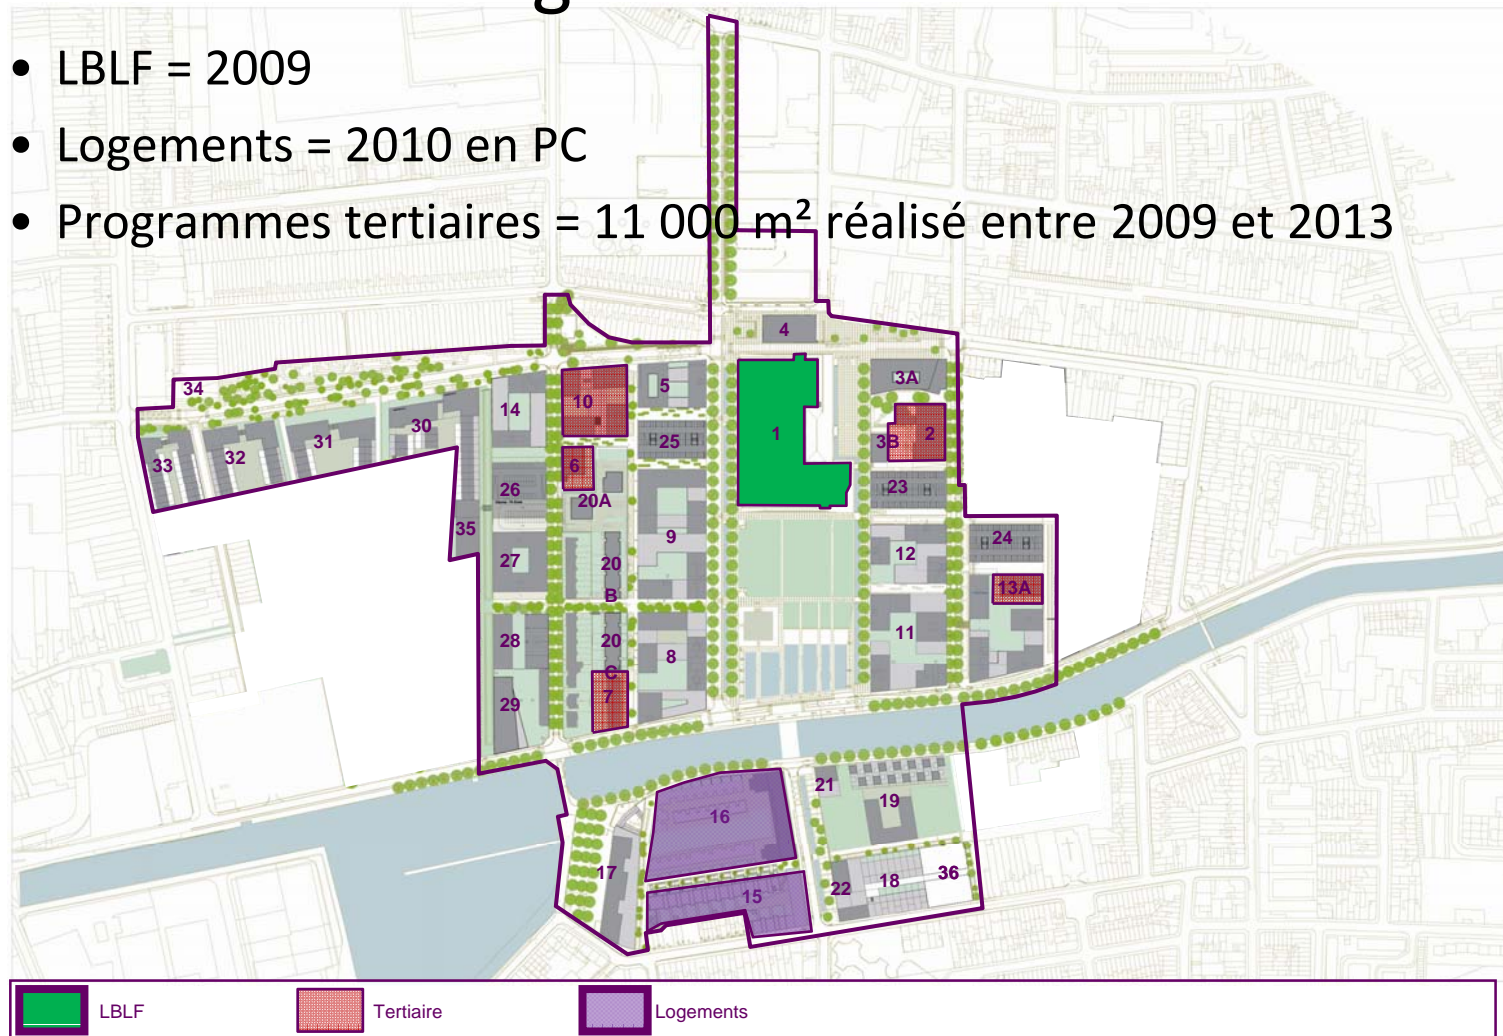 g
• LBLF = 2009
• Logements = 2010 en PC
• Programmes tertiaires = 11 000 m² réalisé entre 2009 et 2013
4
34
3A
5
10
14
30
1
2
31
3B
25
32
33
6
26
23
20A
35
9
24
12
27
20
B
13A
11
28
20
8
C
7
29
21
19
16
17
36
18
22
15
LBLF
Tertiaire
Logements